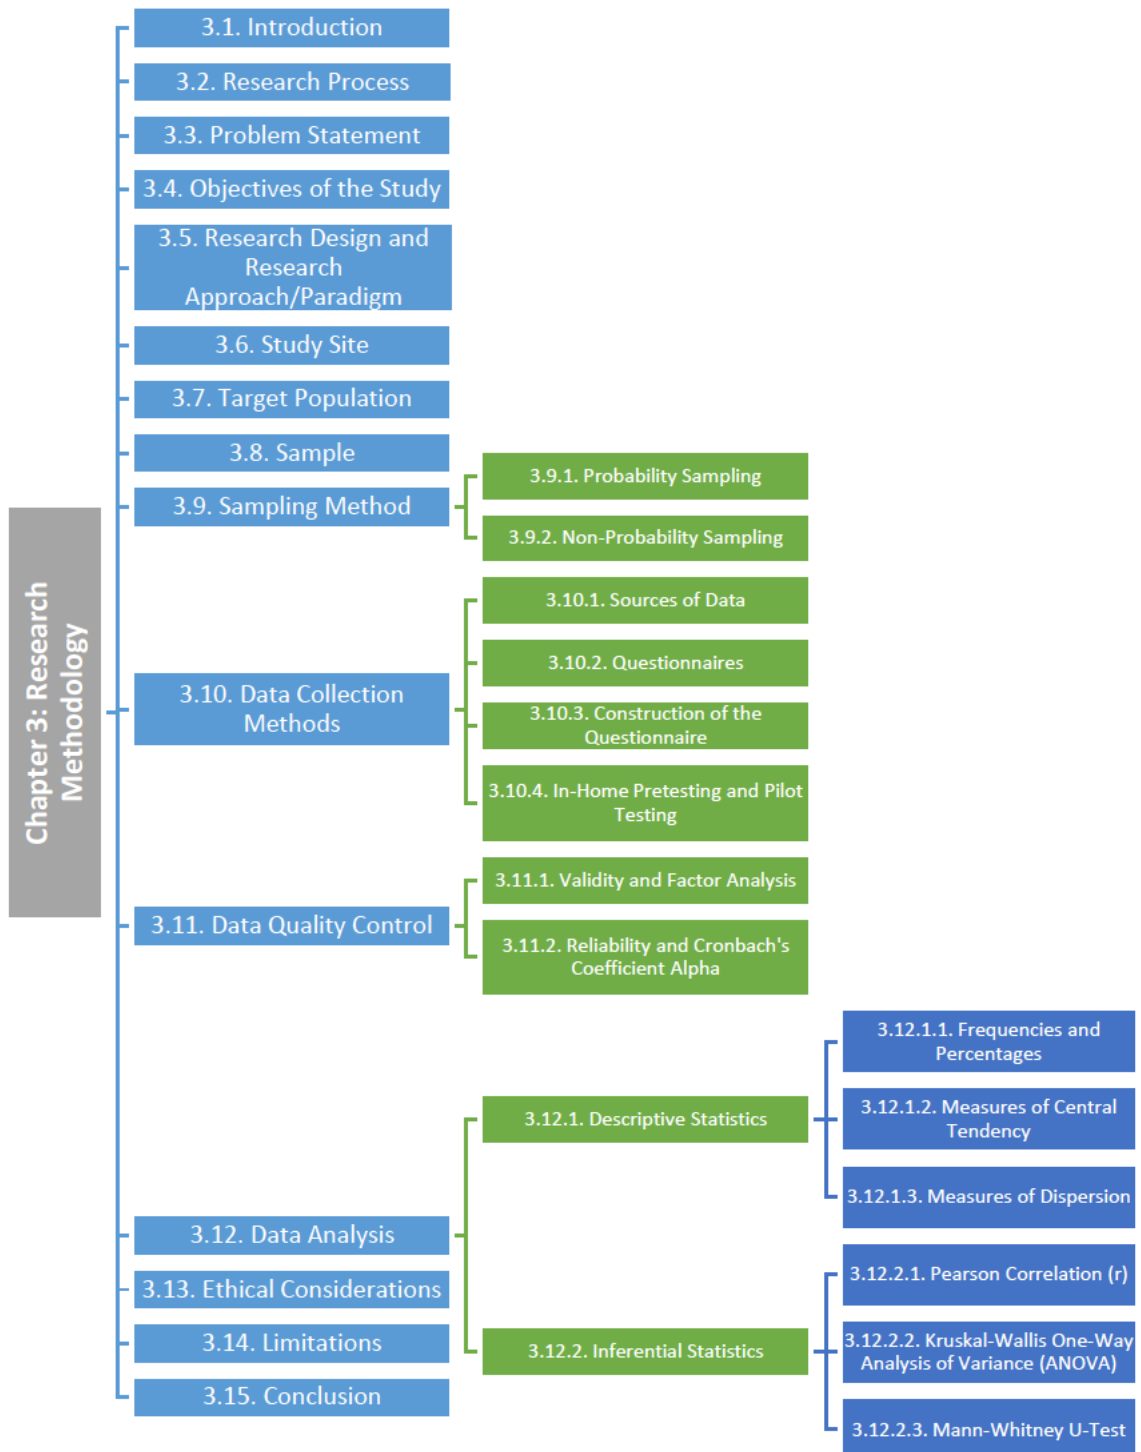 Chapter 3: Research
Methodology
3.1. Introduction
3.2. Research Process
3.3. Problem Statement
3.4. Objectives of the Study
3.5. Research Design and
Research
Approach/Paradigm
3.6. Study Site
3.7. Target Population
3.8. Sample
3.9. Sampling Method
3.9.1. Probability Sampling
3.9.2. Non-Probability Sampling
3.10. Data Collection
Methods
3.10.1. Sources of Data
3.10.2. Questionnaires
3.10.3. Construction of the
Questionnaire
3.10.4. In-Home Pretesting and Pilot
Testing
3.11. Data Quality Control
3.11.1. Validity and Factor Analysis
3.11.2. Reliability and Cronbach's
Coefficient Alpha
3.12. Data Analysis
3.12.1. Descriptive Statistics
3.12.1.1. Frequencies and
Percentages
3.12.1.2. Measures of Central
Tendency
3.12.1.3. Measures of Dispersion
3.12.2. Inferential Statistics
3.12.2.1. Pearson Correlation (r)
3.12.2.2. Kruskal-Wallis One-Way
Analysis of Variance (ANOVA)
3.12.2.3. Mann-Whitney U-Test
3.13. Ethical Considerations
3.14. Limitations
3.15. Conclusion